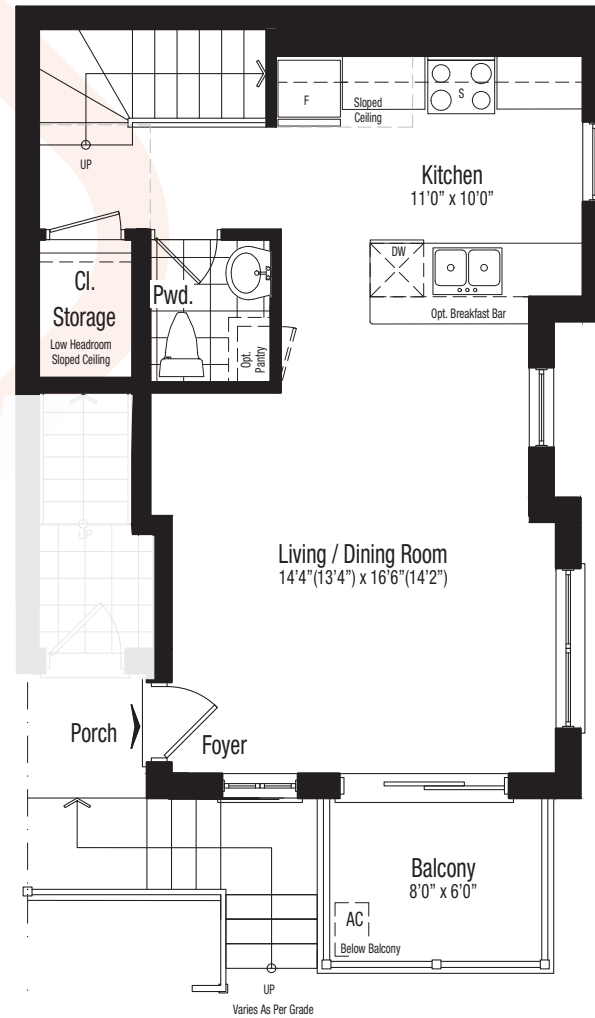 F
Sloped
Ceiling
S
UP
Kitchen
11'0" x 10'0"
DW
Opt. Breakfast Bar
Cl.
Storage
Low Headroom
Sloped Ceiling
Pwd.
Opt.
Pantry
UP
Living / Dining Room
14'4"(13'4") x 16'6"(14'2")
Porch
Foyer
Balcony
8'0" x 6'0"
AC
Below Balcony
UP
Varies As Per Grade